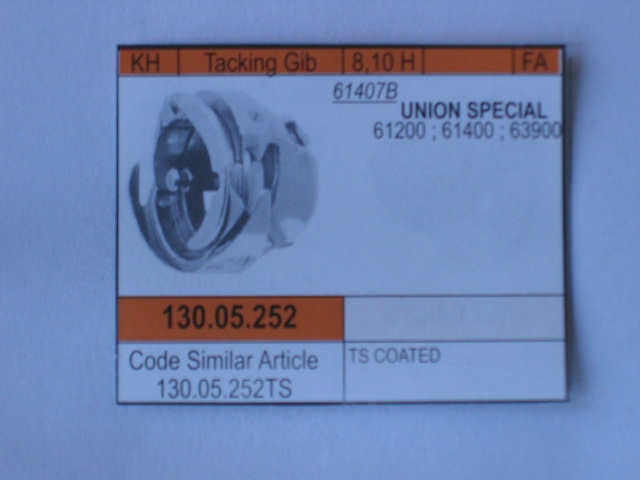 KH Tacking Gib 8,10 H FA
61407B
UNION SPECIAL
61200 ; 61400 ; 63900
130.05.252
Code Similar Article
130.05.252TS
TS COATED